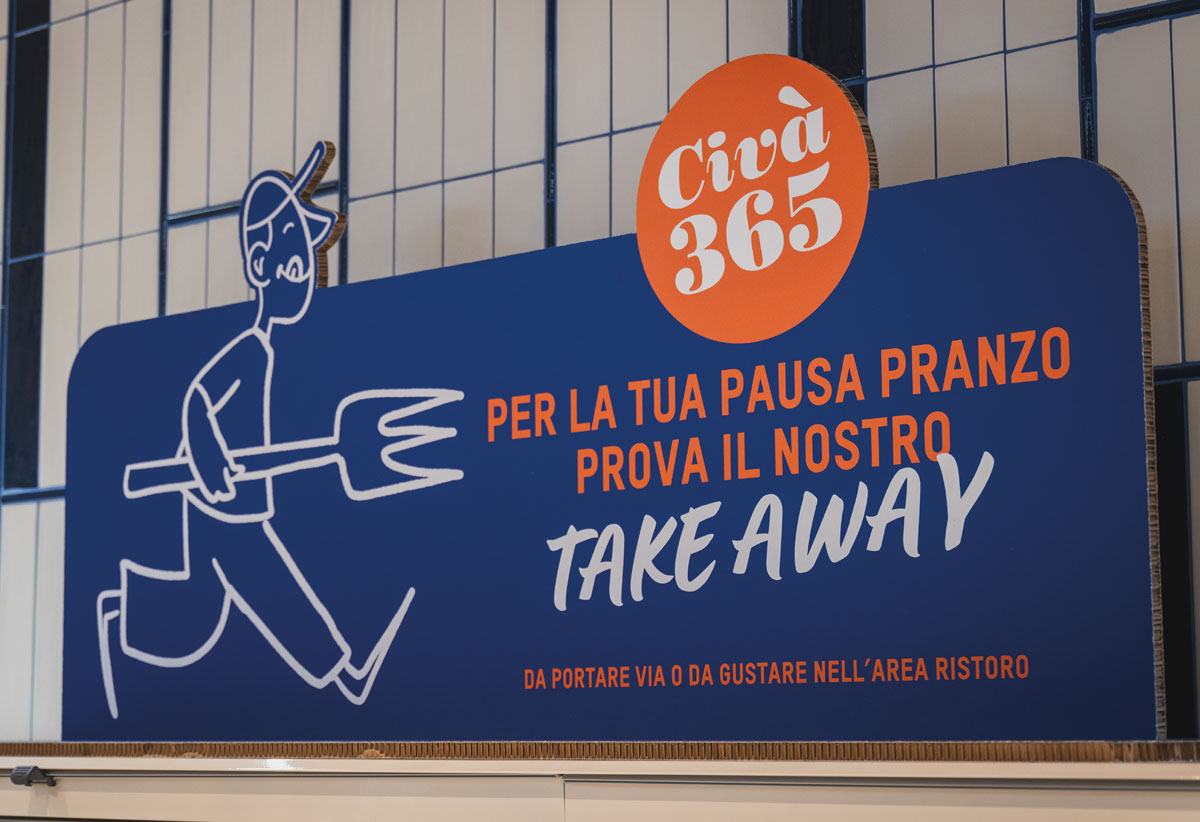 Civà
365
PER LA TUA PAUSA PRANZO
PROVA IL NOSTRO
TAKE AWAY
DA PORTARE VIA O DA GUSTARE NELL'AREA RISTORO